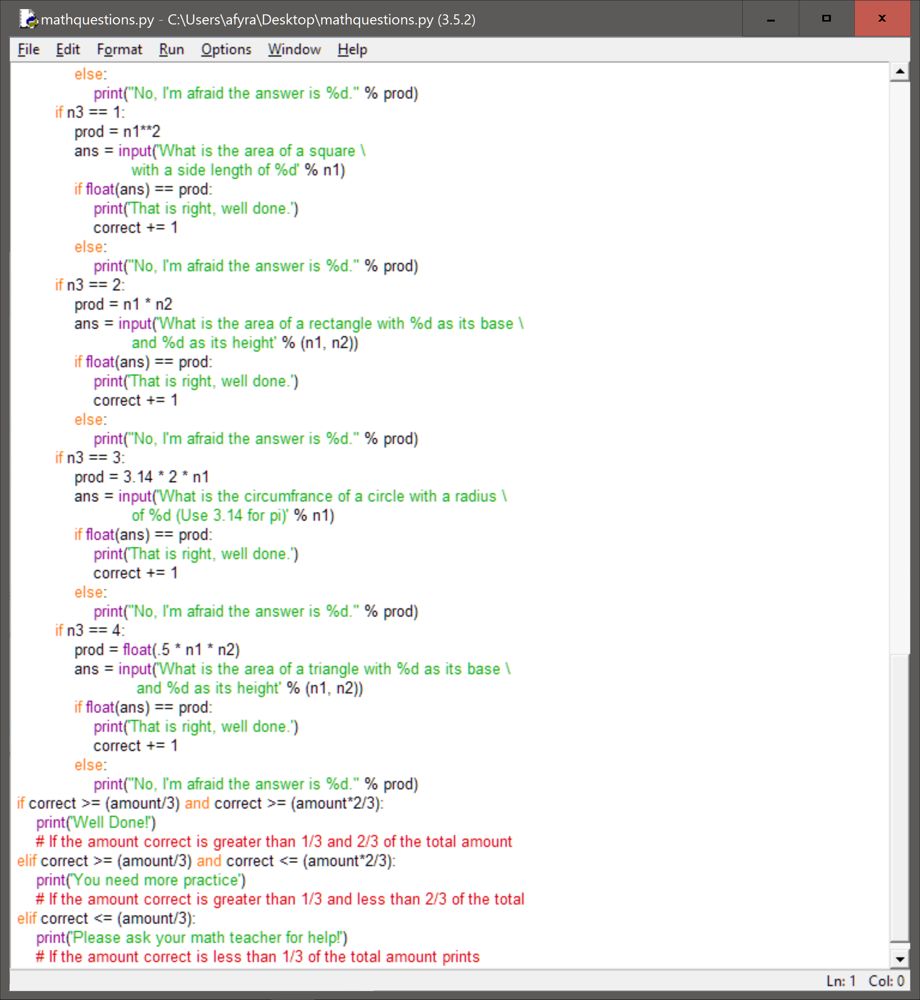 mathquestions.py - C:\Users\afyra\Desktop\mathquestions.py (3.5.2)
File Edit Format Run Options Window Help
else:
print("No, I'm afraid the answer is %d." % prod)
if n3 == 1:
prod = n1**2
ans = input('What is the area of a square \
with a side length of %d' % n1)
if float(ans) == prod:
print('That is right, well done.')
correct += 1
else:
print("No, I'm afraid the answer is %d." % prod)
if n3 == 2:
prod = n1 * n2
ans = input('What is the area of a rectangle with %d as its base \
and %d as its height' % (n1, n2))
if float(ans) == prod:
print('That is right, well done.')
correct += 1
else:
print("No, I'm afraid the answer is %d." % prod)
if n3 == 3:
prod = 3.14 * 2 * n1
ans = input('What is the circumfrance of a circle with a radius \
of %d (Use 3.14 for pi)' % n1)
if float(ans) == prod:
print('That is right, well done.')
correct += 1
else:
print("No, I'm afraid the answer is %d." % prod)
if n3 == 4:
prod = float(.5 * n1 * n2)
ans = input('What is the area of a triangle with %d as its base \
and %d as its height' % (n1, n2))
if float(ans) == prod:
print('That is right, well done.')
correct += 1
else:
print("No, I'm afraid the answer is %d." % prod)
if correct >= (amount/3) and correct >= (amount*2/3):
print('Well Done!')
# If the amount correct is greater than 1/3 and 2/3 of the total amount
elif correct >= (amount/3) and correct <= (amount*2/3):
print('You need more practice')
# If the amount correct is greater than 1/3 and less than 2/3 of the total
elif correct <= (amount/3):
print('Please ask your math teacher for help!')
# If the amount correct is less than 1/3 of the total amount prints
Ln: 1 Col: 0